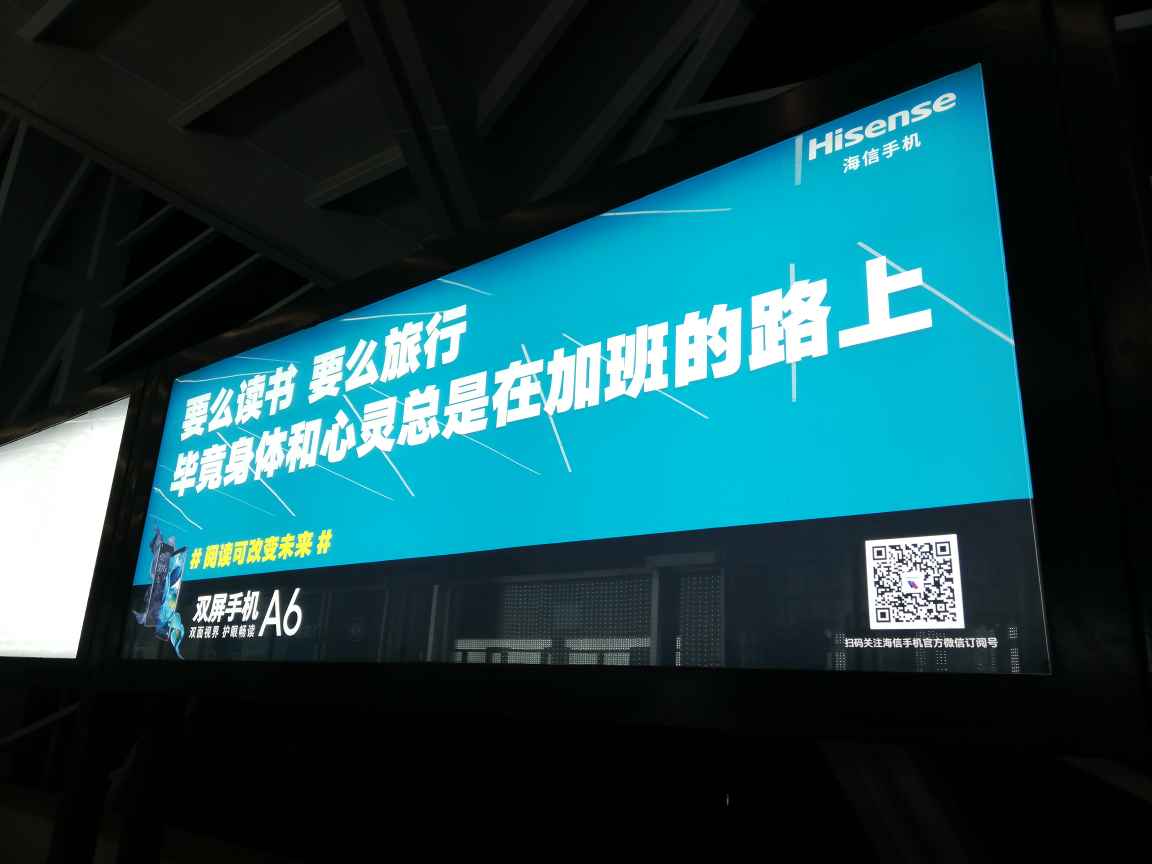 Hisense
海信手机
要么读书 要么旅行
毕竟身体和心灵总是在加班的路上
# 阅读可改变未来 #
双屏手机 A6
双面视界 护眼畅读
扫码关注海信手机官方微信订阅号